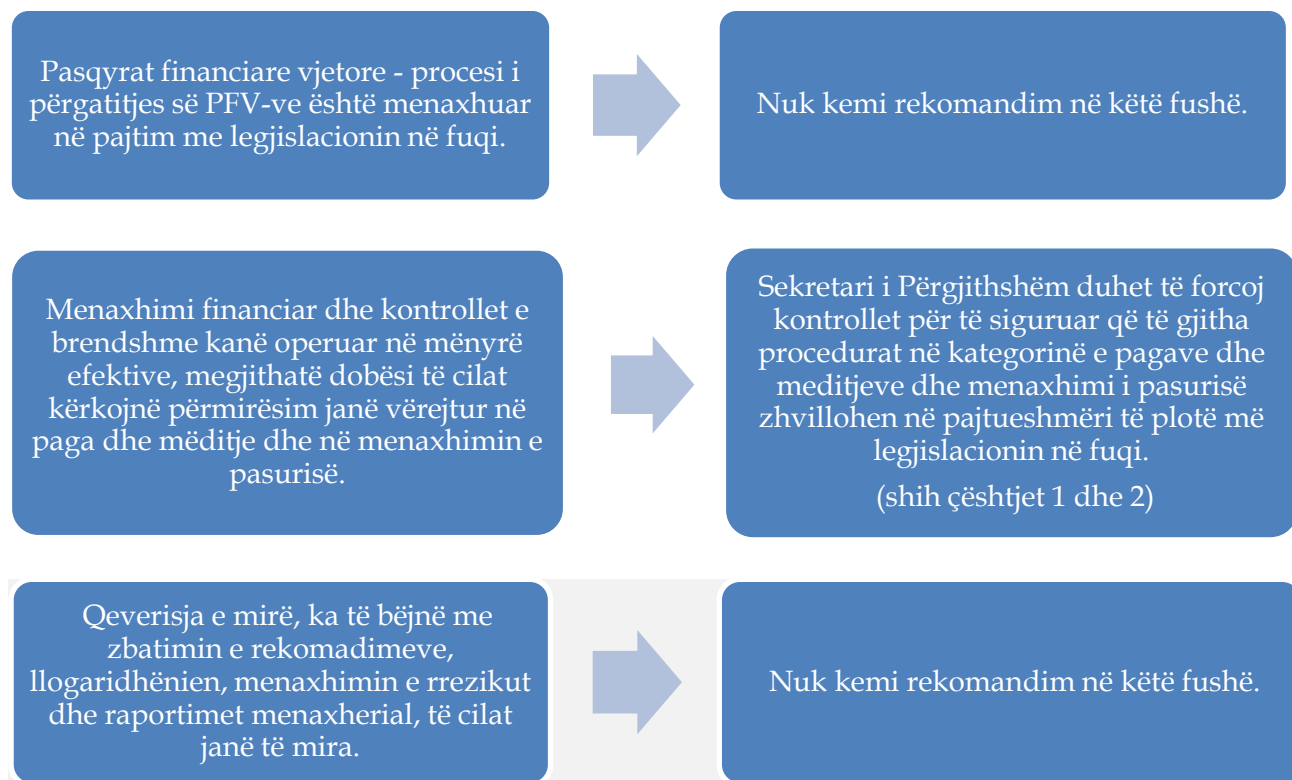 Pasqyrat financiare vjetore - procesi i
përgatitjes së PFV-ve është menaxhuar
në pajtim me legjislacionin në fuqi.
Nuk kemi rekomandim në këtë fushë.
Menaxhimi financiar dhe kontrollet e
brendshme kanë operuar në mënyrë
efektive, megjithatë dobësi të cilat
kërkojnë përmirësim janë vërejtur në
paga dhe mëditje dhe në menaxhimin e
pasurisë.
Sekretari i Përgjithshëm duhet të forcoj
kontrollet për të siguruar që të gjitha
procedurat në kategorinë e pagave dhe
meditjeve dhe menaxhimi i pasurisë
zhvillohen në pajtueshmëri të plotë më
legjislacionin në fuqi.
(shih çështjet 1 dhe 2)
Qeverisja e mirë, ka të bëjnë me
zbatimin e rekomadimeve,
llogaridhënien, menaxhimin e rrezikut
dhe raportimet menaxherial, të cilat
janë të mira.
Nuk kemi rekomandim në këtë fushë.